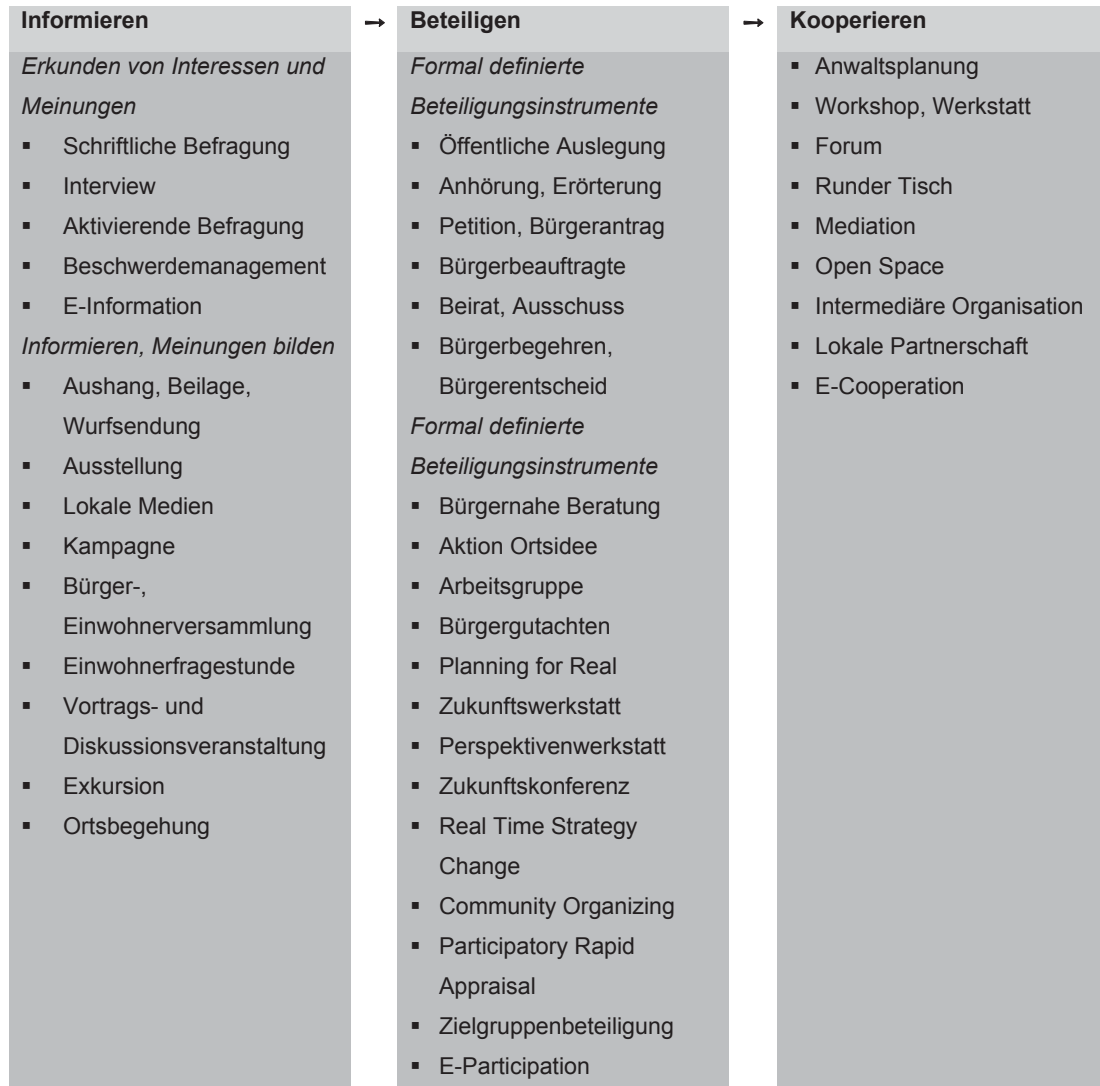 Informieren → Beteiligen → Kooperieren
Erkunden von Interessen und
Meinungen
▪ Schriftliche Befragung
▪ Interview
▪ Aktivierende Befragung
▪ Beschwerdemanagement
▪ E-Information
Informieren, Meinungen bilden
▪ Aushang, Beilage,
Wurfsendung
▪ Ausstellung
▪ Lokale Medien
▪ Kampagne
▪ Bürger-,
Einwohnerversammlung
▪ Einwohnerfragestunde
▪ Vortrags- und
Diskussionsveranstaltung
▪ Exkursion
▪ Ortsbegehung
Formal definierte
Beteiligungsinstrumente
▪ Öffentliche Auslegung
▪ Anhörung, Erörterung
▪ Petition, Bürgerantrag
▪ Bürgerbeauftragte
▪ Beirat, Ausschuss
▪ Bürgerbegehren,
Bürgerentscheid
Formal definierte
Beteiligungsinstrumente
▪ Bürgernahe Beratung
▪ Aktion Ortsidee
▪ Arbeitsgruppe
▪ Bürgergutachten
▪ Planning for Real
▪ Zukunftswerkstatt
▪ Perspektivenwerkstatt
▪ Zukunftskonferenz
▪ Real Time Strategy
Change
▪ Community Organizing
▪ Participatory Rapid
Appraisal
▪ Zielgruppenbeteiligung
▪ E-Participation
▪ Anwaltsplanung
▪ Workshop, Werkstatt
▪ Forum
▪ Runder Tisch
▪ Mediation
▪ Open Space
▪ Intermediäre Organisation
▪ Lokale Partnerschaft
▪ E-Cooperation